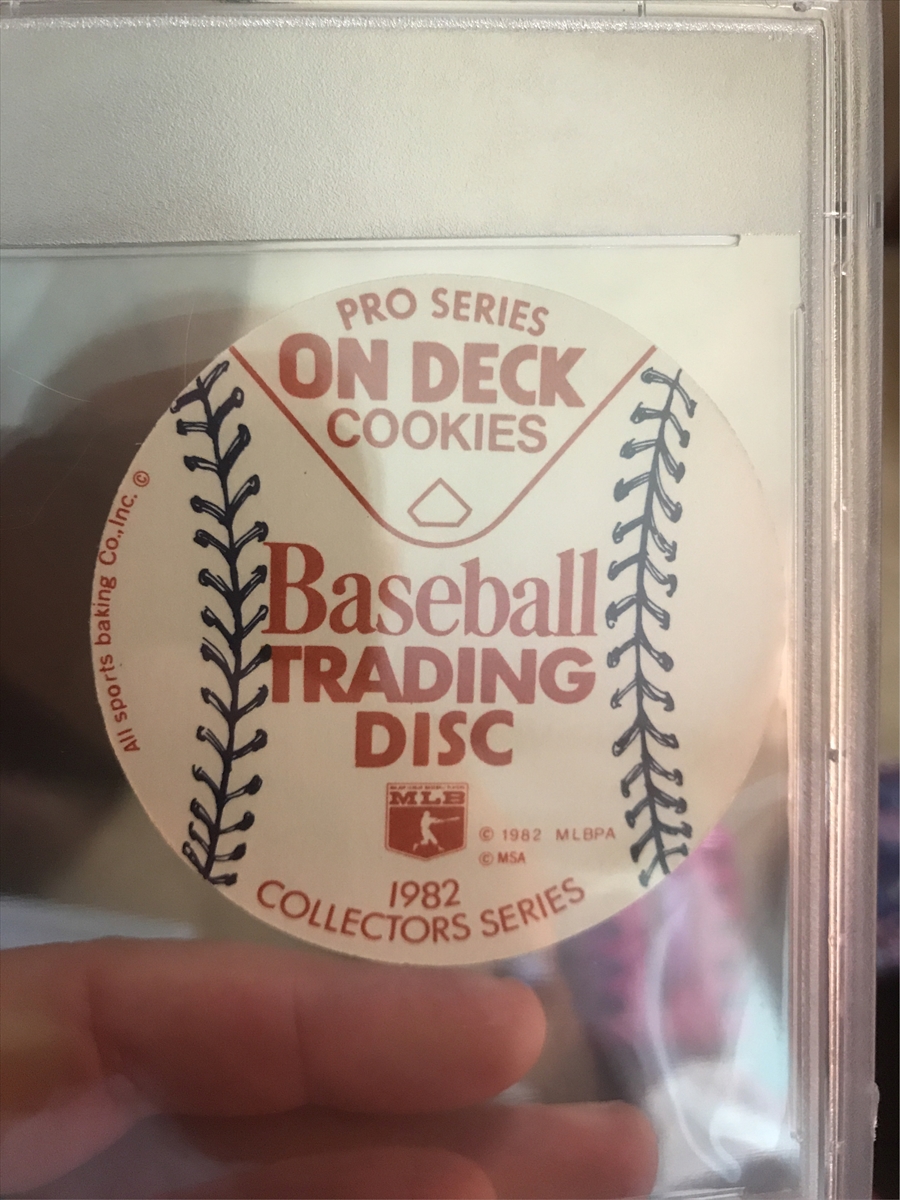 PRO SERIES
ON DECK
COOKIES
All sports baking Co., Inc. ©
Baseball
TRADING
DISC
MLB
© 1982 MLBPA
© MSA
1982
COLLECTORS SERIES